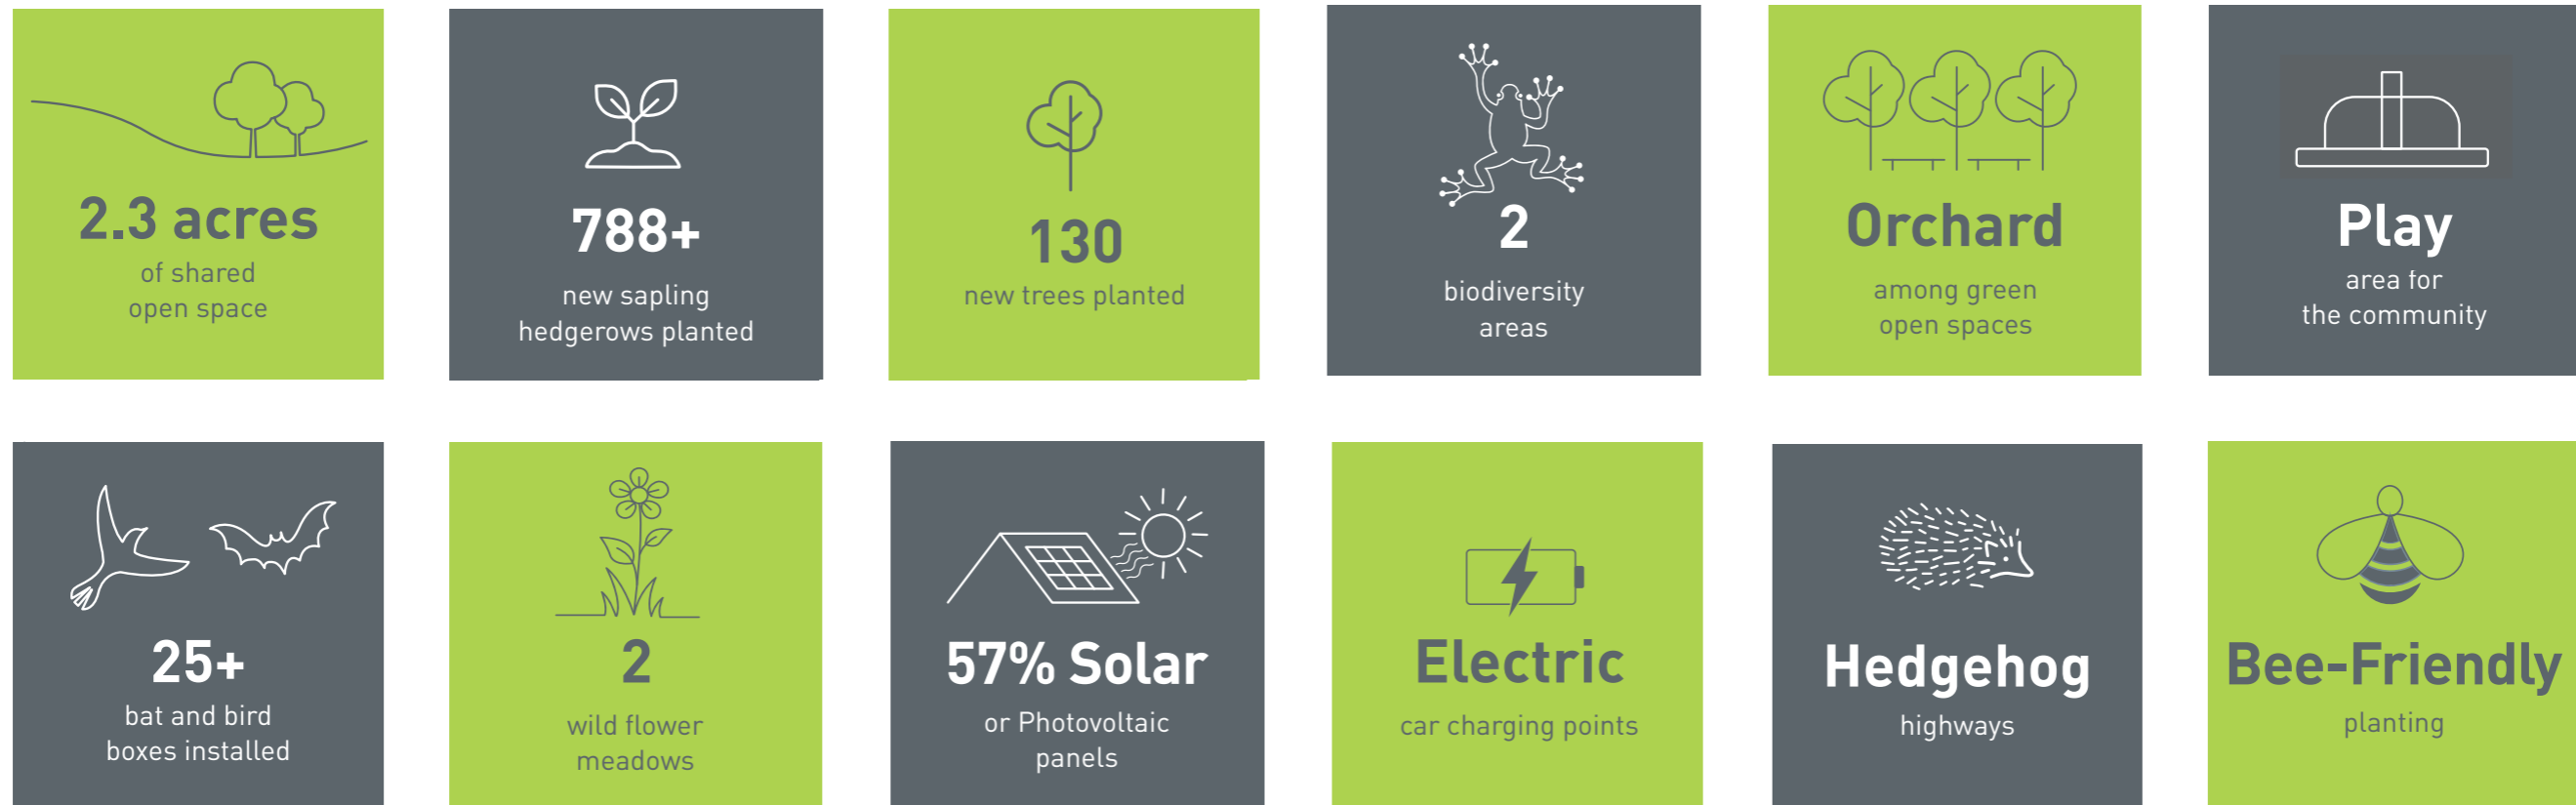 2.3 acres
of shared
open space
788+
new sapling
hedgerows planted
130
new trees planted
2
biodiversity
areas
Orchard
among green
open spaces
Play
area for
the community
25+
bat and bird
boxes installed
2
wild flower
meadows
57% Solar
or Photovoltaic
panels
Electric
car charging points
Hedgehog
highways
Bee-Friendly
planting